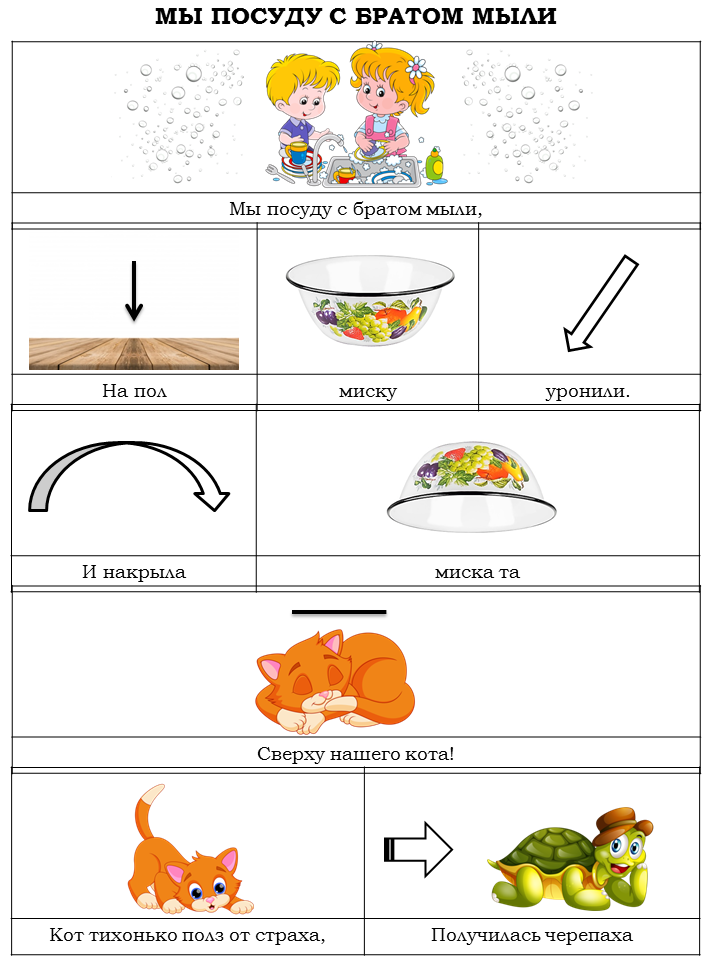 МЫ ПОСУДУ С БРАТОМ МЫЛИ
Мы посуду с братом мыли,
На пол миску уронили.
И накрыла миска та
Сверху нашего кота!
Кот тихонько полз от страха, Получилась черепаха